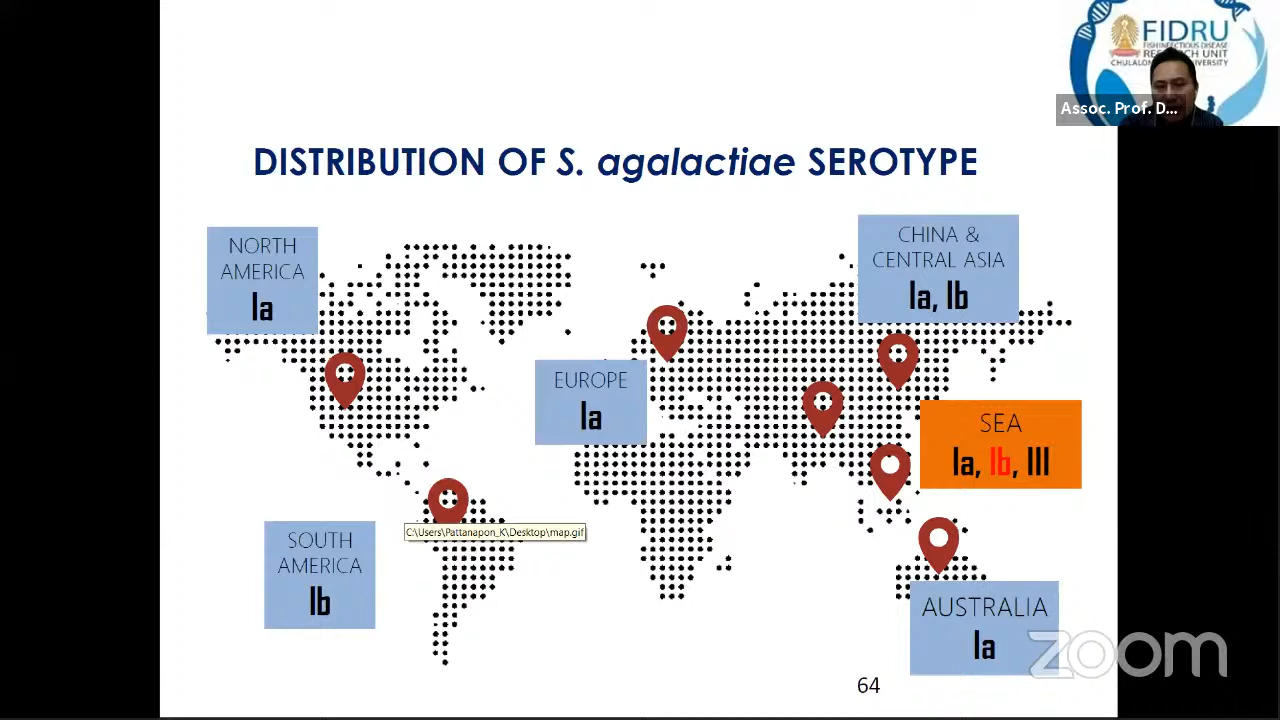 FIDRU
FISH INFECTIOUS DISEASE
RESEARCH UNIT
CHULALONGKORN UNIVERSITY
Assoc. Prof. D...
DISTRIBUTION OF S. agalactiae SEROTYPE
NORTH
AMERICA
Ia
CHINA &
CENTRAL ASIA
Ia, Ib
EUROPE
Ia
SEA
Ia, Ib, III
C:\Users\Pattanapon_K\Desktop\map.gif
SOUTH
AMERICA
Ib
AUSTRALIA
Ia
zoom
64